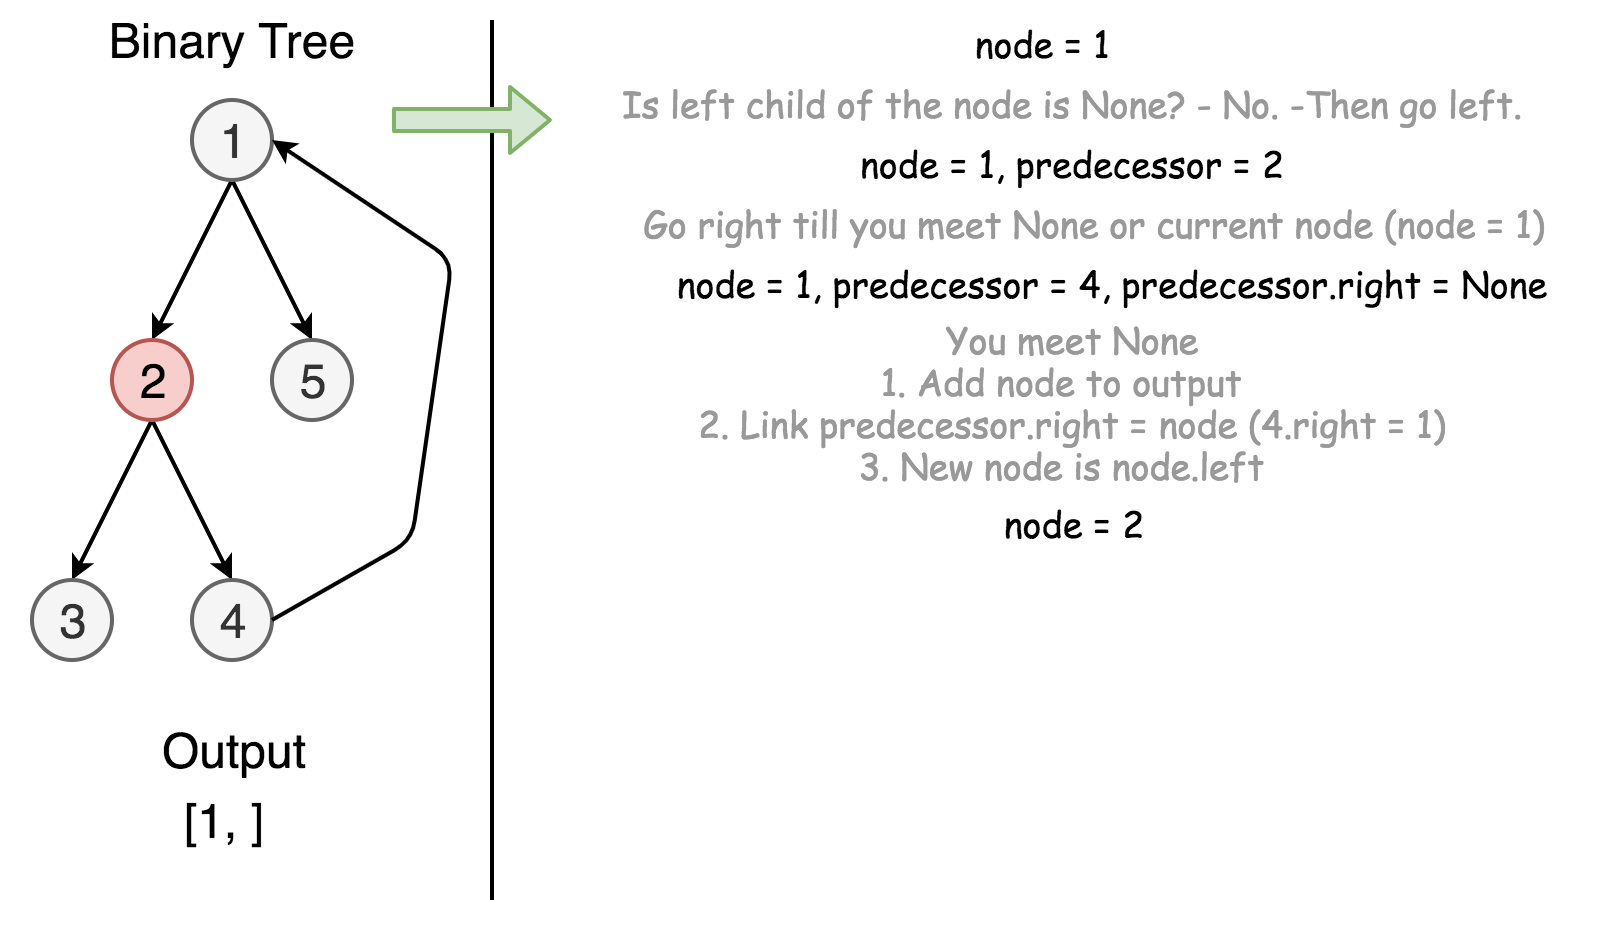 Binary Tree
1
2
5
3
4
Output
[1, ]
node = 1
Is left child of the node is None? - No. -Then go left.
node = 1, predecessor = 2
Go right till you meet None or current node (node = 1)
node = 1, predecessor = 4, predecessor.right = None
You meet None
1. Add node to output
2. Link predecessor.right = node (4.right = 1)
3. New node is node.left
node = 2